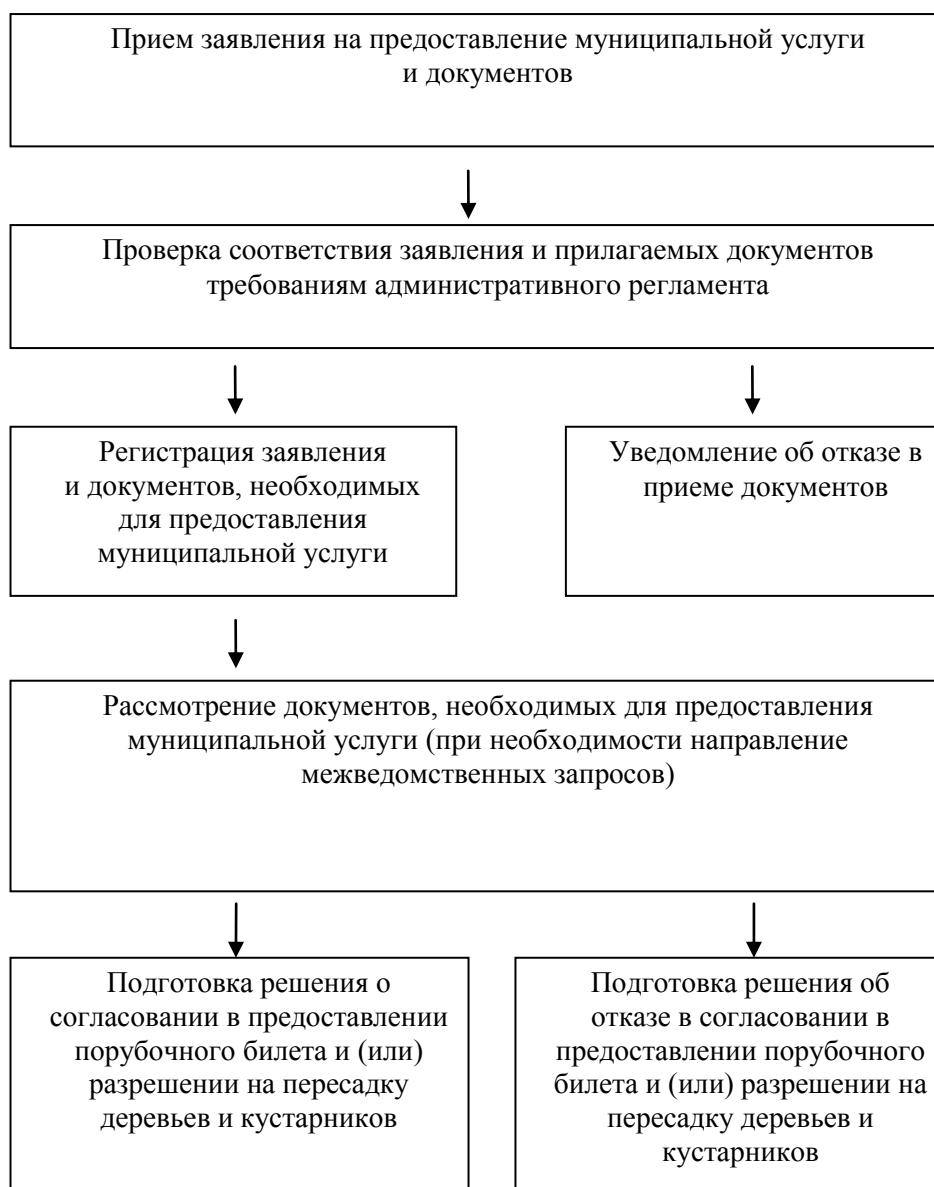 Прием заявления на предоставление муниципальной услуги
и документов
Проверка соответствия заявления и прилагаемых документов
требованиям административного регламента
Регистрация заявления
и документов, необходимых
для предоставления
муниципальной услуги
Уведомление об отказе в
приеме документов
Рассмотрение документов, необходимых для предоставления
муниципальной услуги (при необходимости направление
межведомственных запросов)
Подготовка решения о
согласовании в предоставлении
порубочного билета и (или)
разрешении на пересадку
деревьев и кустарников
Подготовка решения об
отказе в согласовании в
предоставлении порубочного
билета и (или) разрешении на
пересадку деревьев и
кустарников